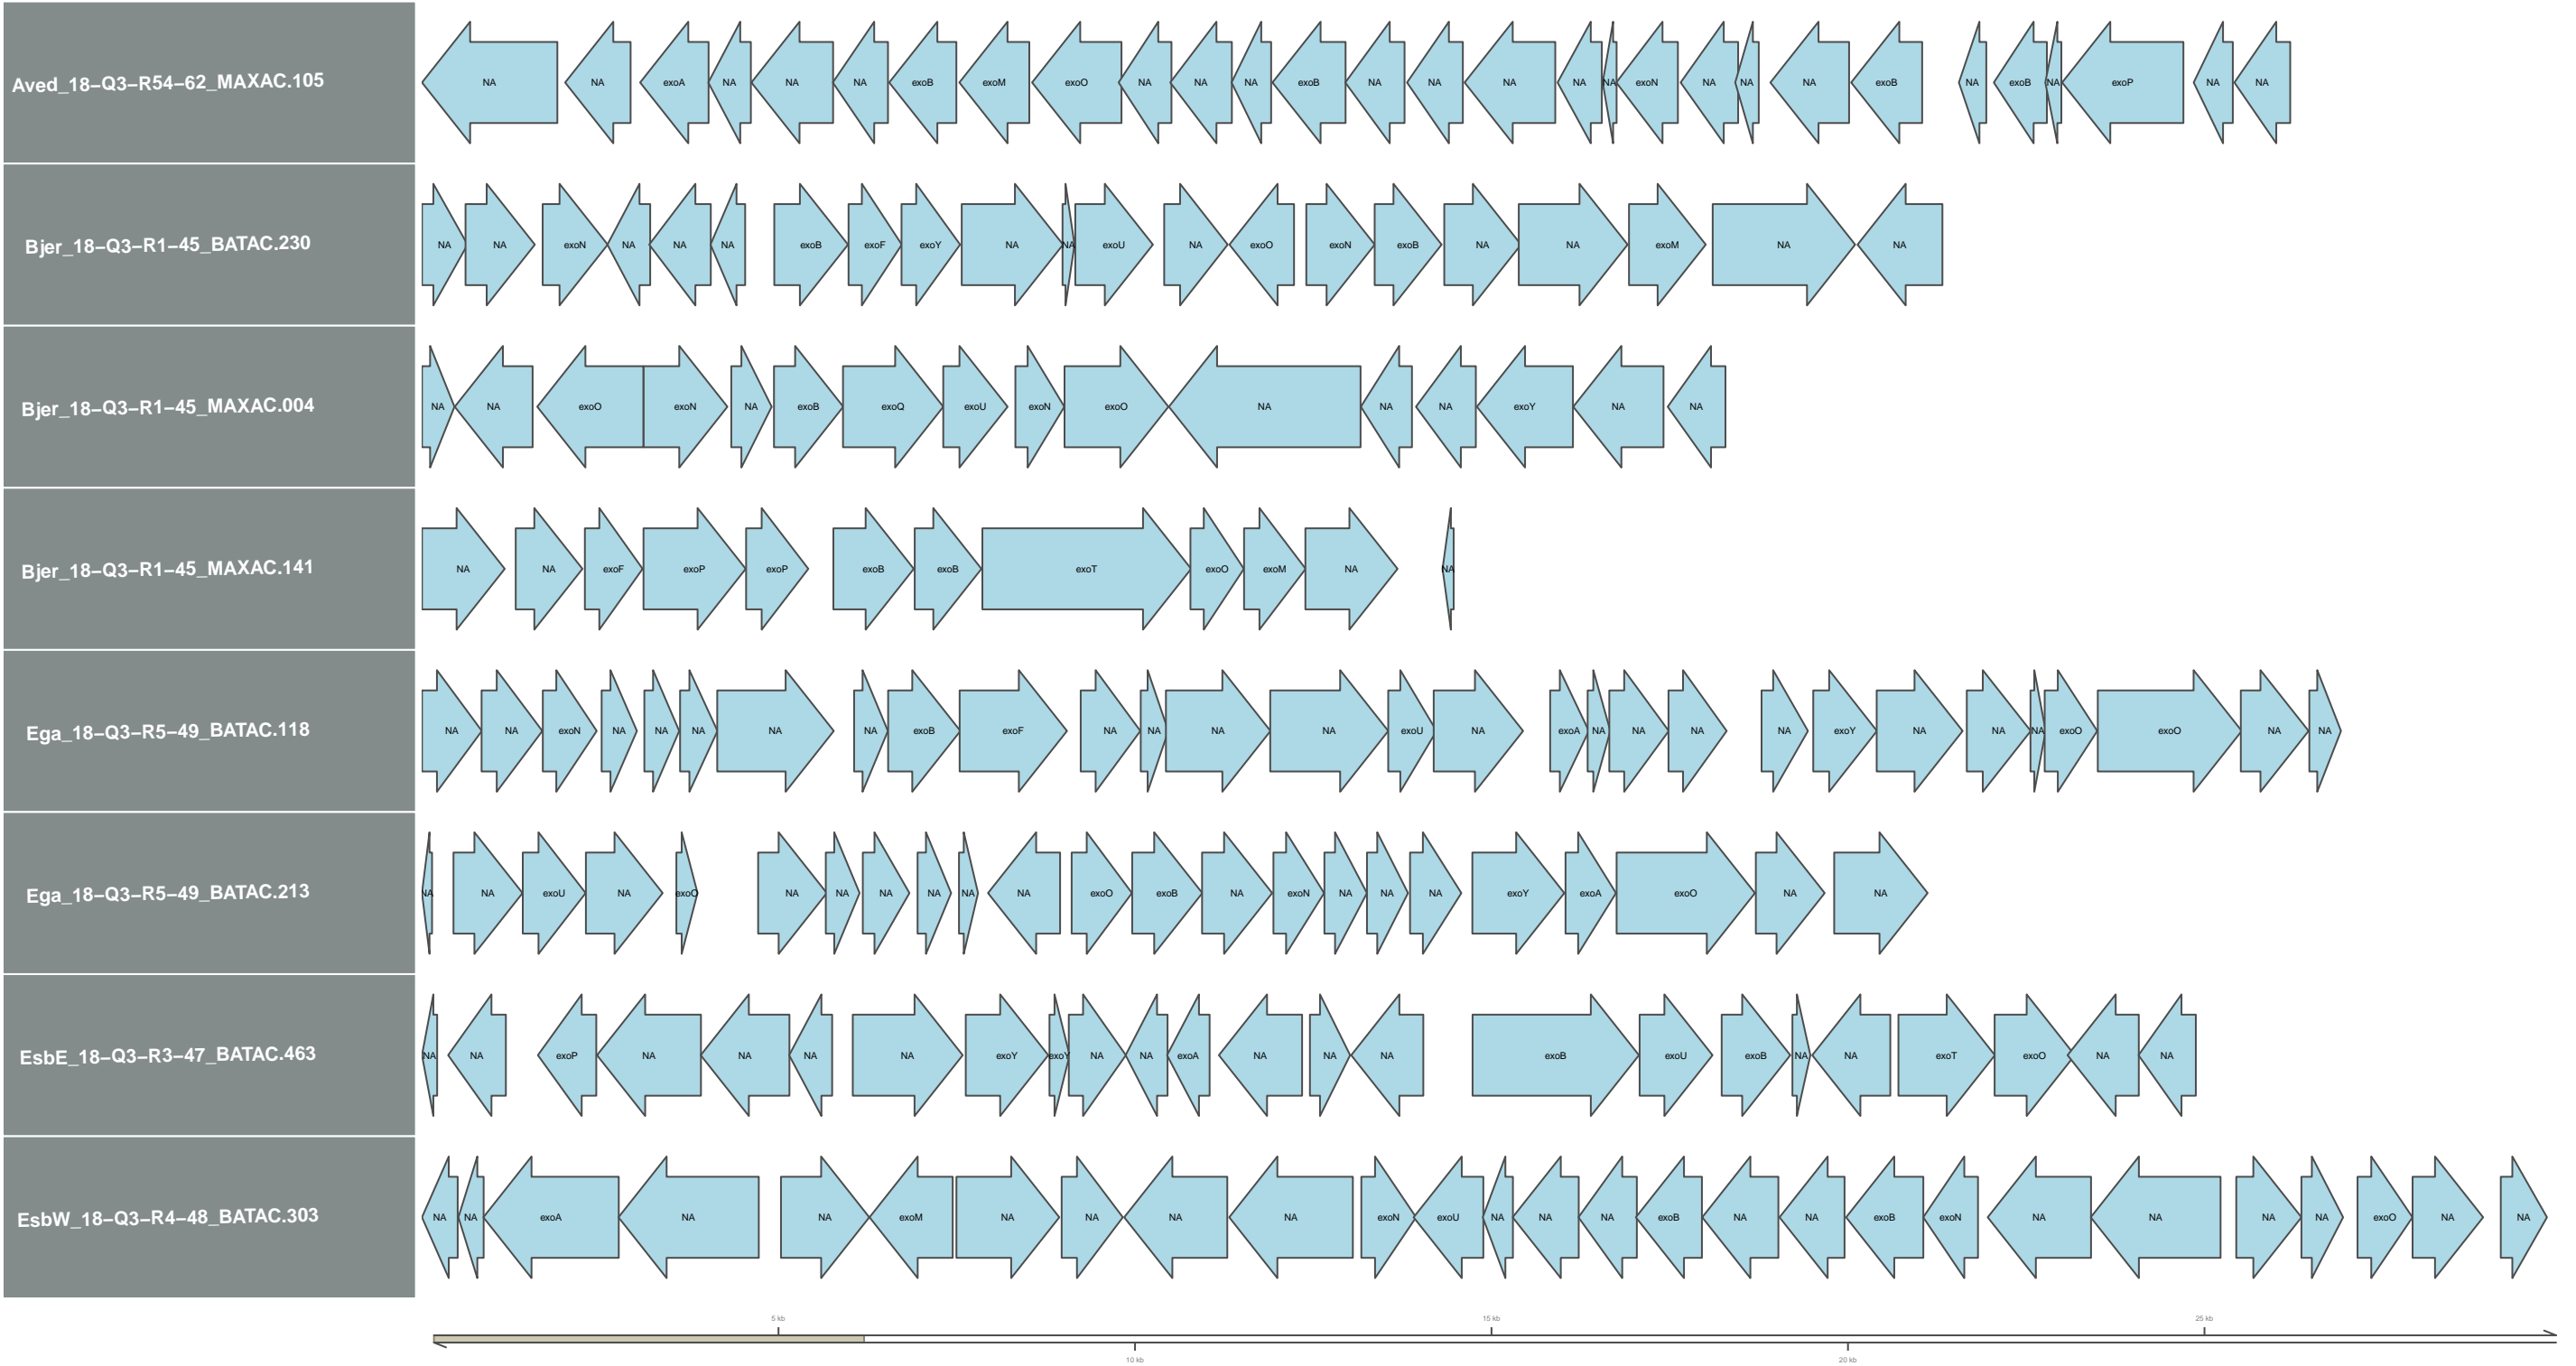 Aved_18−Q3−R54−62_MAXAC.105 NA NA exoA NA NA NA exoB exoM exoO NA NA NA exoB NA NA NA NA NA exoN NA NA NA exoB NA exoB NA exoP NA NA
Bjer_18−Q3−R1−45_BATAC.230 NA NA exoN NA NA NA exoB exoF exoY NA NA exoU NA exoO exoN exoB NA NA exoM NA NA
Bjer_18−Q3−R1−45_MAXAC.004 NA NA exoO exoN NA exoB exoQ exoU exoN exoO NA NA NA exoY NA NA
Bjer_18−Q3−R1−45_MAXAC.141 NA NA exoF exoP exoP exoB exoB exoT exoO exoM NA NA
Ega_18−Q3−R5−49_BATAC.118 NA NA exoN NA NA NA NA NA exoB exoF NA NA NA NA exoU NA exoA NA NA NA NA exoY NA NA NA exoO exoO NA NA
Ega_18−Q3−R5−49_BATAC.213 NA NA exoU NA exoO NA NA NA NA NA NA exoO exoB NA exoN NA NA NA exoY exoA exoO NA NA
EsbE_18−Q3−R3−47_BATAC.463 NA NA exoP NA NA NA NA exoY exoY NA NA exoA NA NA NA exoB exoU exoB NA NA exoT exoO NA NA
EsbW_18−Q3−R4−48_BATAC.303 NA NA exoA NA NA exoM NA NA NA NA exoN exoU NA NA NA exoB NA NA exoB exoN NA NA NA NA exoO NA NA
5 kb 15 kb 25 kb
10 kb 20 kb